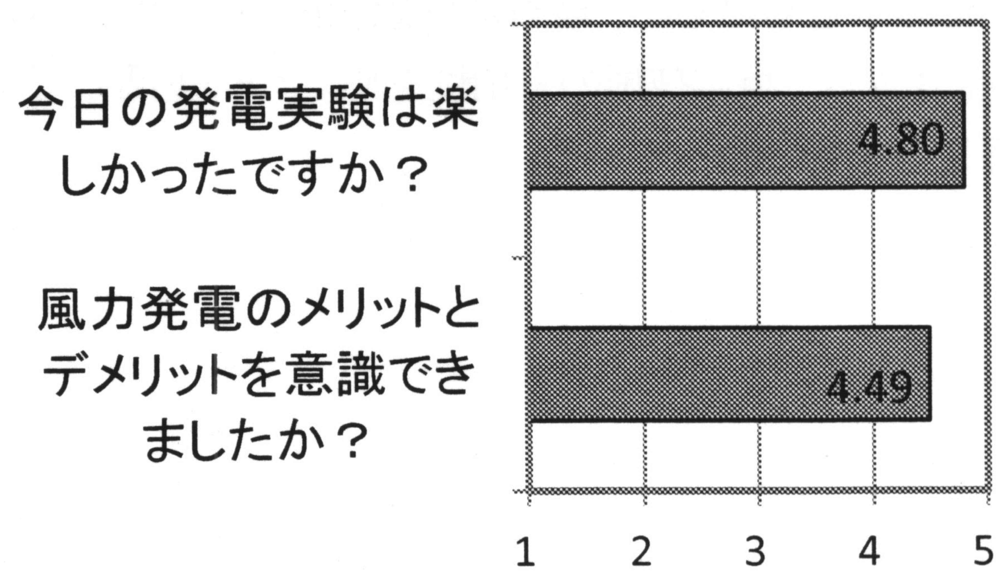 今日の発電実験は楽
しかったですか？
4.80
風力発電のメリットと
デメリットを意識でき
ましたか？
4.49
1 2 3 4 5